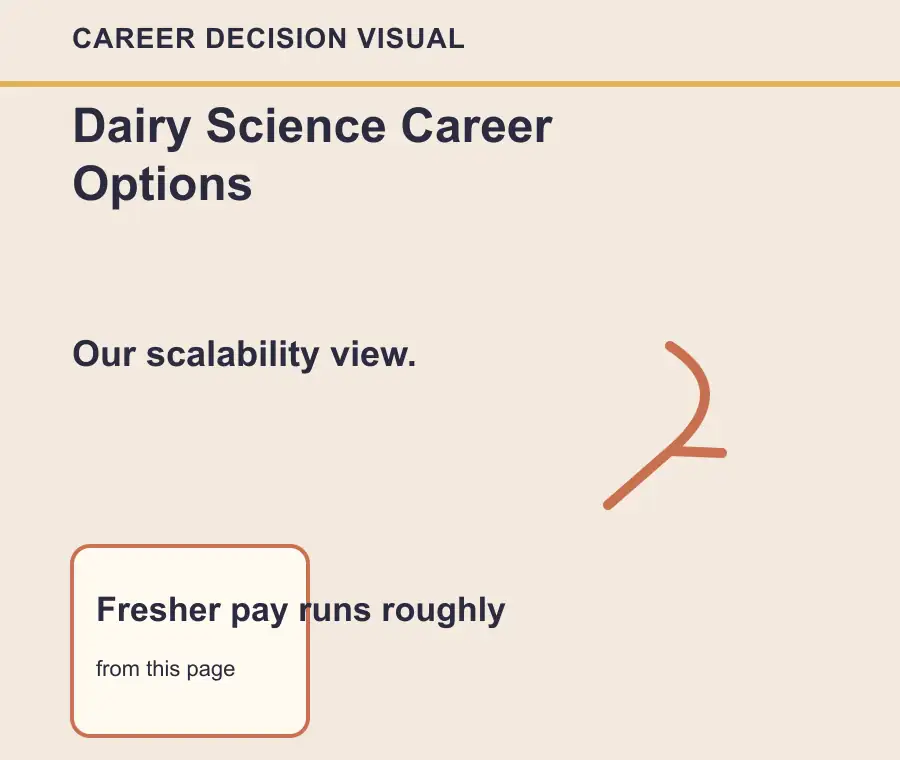 CAREER DECISION VISUAL
Dairy Science Career
Options
Our scalability view.
Fresher pay runs roughly
from this page